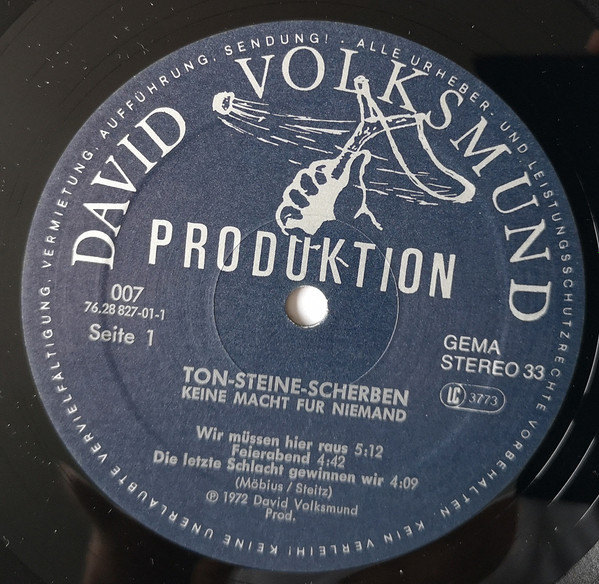 DAVID VOLKSMUND
PRODUKTION
007
76.28 827-01-1
Seite 1
GEMA
STEREO 33
LC 3773
TON-STEINE-SCHERBEN
KEINE MACHT FÜR NIEMAND
Wir müssen hier raus 5:12
Feierabend 4:42
Die letzte Schlacht gewinnen wir 4:09
(Möbius / Steitz)
℗ 1972 David Volksmund
Prod.
ALLE URHEBER- UND LEISTUNGSSCHUTZRECHTE VORBEHALTEN. KEIN VERLEIH! KEINE UNERLAUBTE VERVIELFÄLTIGUNG, VERMIETUNG, AUFFÜHRUNG, SENDUNG! -